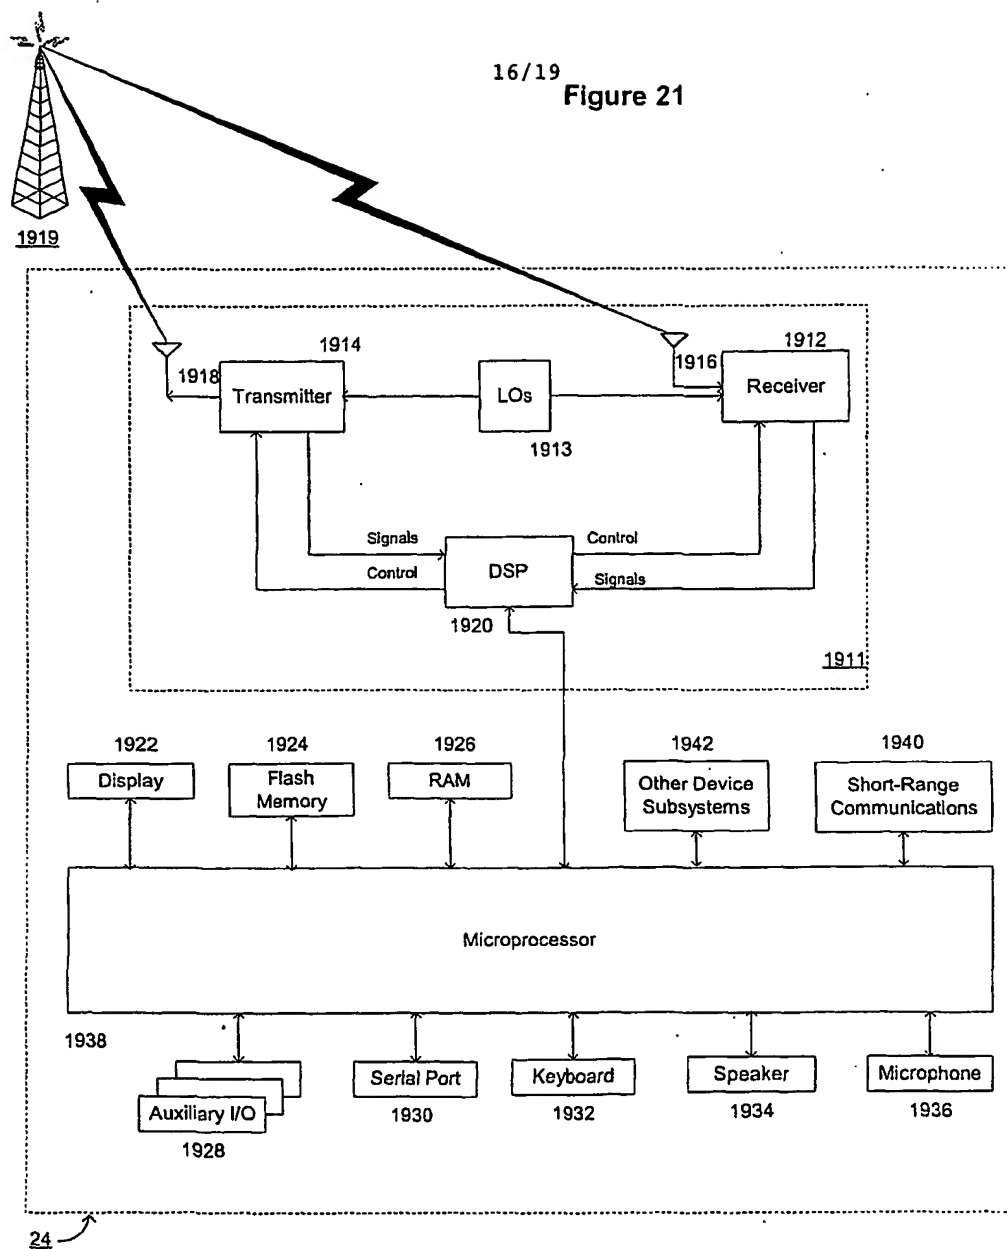 16/19
Figure 21
1919
1914
1912
1918
1916
Transmitter
LOs
Receiver
1913
Signals
Control
Control
DSP
Signals
1920
1911
1922
1924
1926
1942
1940
Display
Flash
Memory
RAM
Other Device
Subsystems
Short-Range
Communications
Microprocessor
1938
Auxiliary I/O
Serial Port
Keyboard
Speaker
Microphone
1928
1930
1932
1934
1936
24